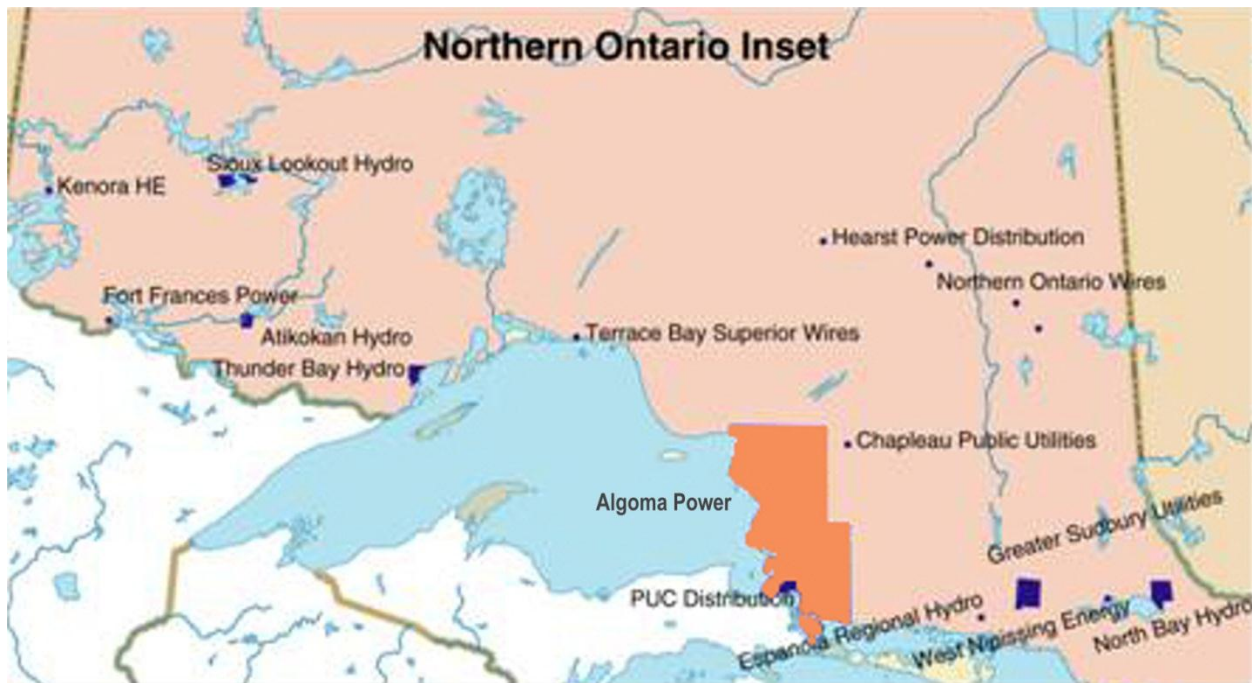 Northern Ontario Inset
Sioux Lookout Hydro
Kenora HE
Hearst Power Distribution
Northern Ontario Wires
Fort Frances Power
Atikokan Hydro
Terrace Bay Superior Wires
Thunder Bay Hydro
Chapleau Public Utilities
Algoma Power
Greater Sudbury Utilities
PUC Distribution
Espanola Regional Hydro
West Nipissing Energy
North Bay Hydro